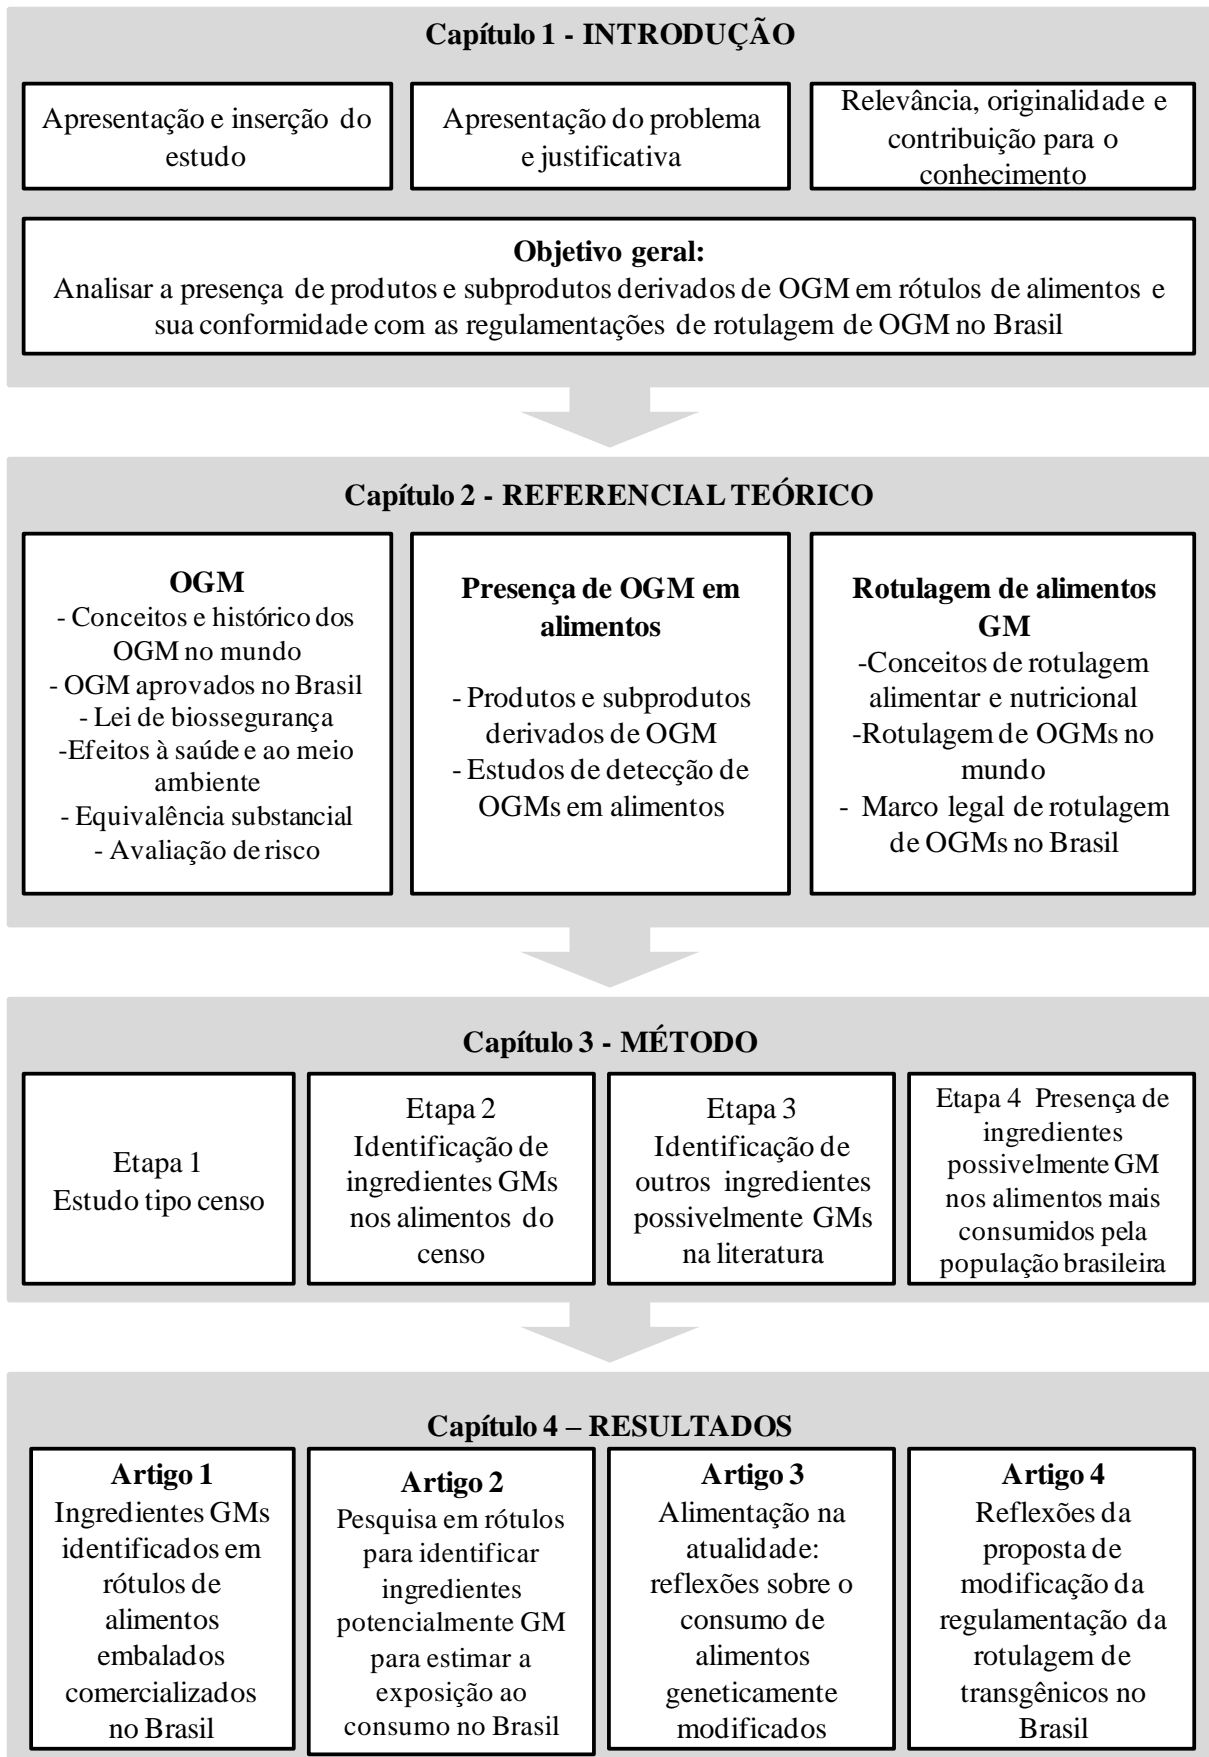 Capítulo 1 - INTRODUÇÃO
Apresentação e inserção do
estudo
Apresentação do problema
e justificativa
Relevância, originalidade e
contribuição para o
conhecimento
Objetivo geral:
Analisar a presença de produtos e subprodutos derivados de OGM em rótulos de alimentos e
sua conformidade com as regulamentações de rotulagem de OGM no Brasil
Capítulo 2 - REFERENCIAL TEÓRICO
OGM
- Conceitos e histórico dos
OGM no mundo
- OGM aprovados no Brasil
- Lei de biossegurança
-Efeitos à saúde e ao meio
ambiente
- Equivalência substancial
- Avaliação de risco
Presença de OGM em
alimentos
- Produtos e subprodutos
derivados de OGM
- Estudos de detecção de
OGMs em alimentos
Rotulagem de alimentos
GM
-Conceitos de rotulagem
alimentar e nutricional
-Rotulagem de OGMs no
mundo
- Marco legal de rotulagem
de OGMs no Brasil
Capítulo 3 - MÉTODO
Etapa 1
Estudo tipo censo
Etapa 2
Identificação de
ingredientes GMs
nos alimentos do
censo
Etapa 3
Identificação de
outros ingredientes
possivelmente GMs
na literatura
Etapa 4 Presença de
ingredientes
possivelmente GM
nos alimentos mais
consumidos pela
população brasileira
Capítulo 4 – RESULTADOS
Artigo 1
Ingredientes GMs
identificados em
rótulos de
alimentos
embalados
comercializados
no Brasil
Artigo 2
Pesquisa em rótulos
para identificar
ingredientes
potencialmente GM
para estimar a
exposição ao
consumo no Brasil
Artigo 3
Alimentação na
atualidade:
reflexões sobre o
consumo de
alimentos
geneticamente
modificados
Artigo 4
Reflexões da
proposta de
modificação da
regulamentação da
rotulagem de
transgênicos no
Brasil